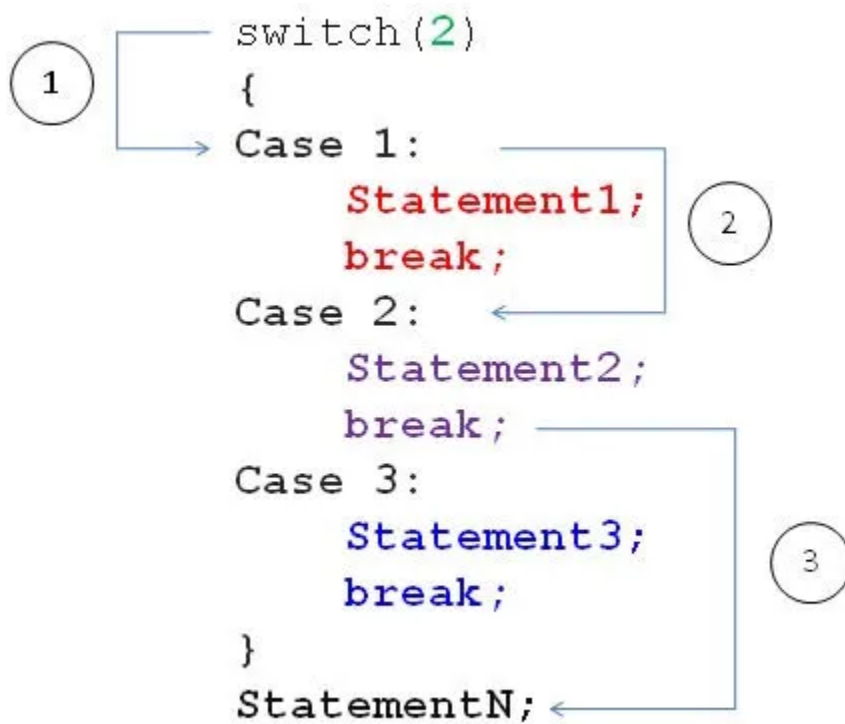 switch(2)
1
{
Case 1:
Statement1;
2
break;
Case 2:
Statement2;
break;
Case 3:
Statement3;
3
break;
}
StatementN;